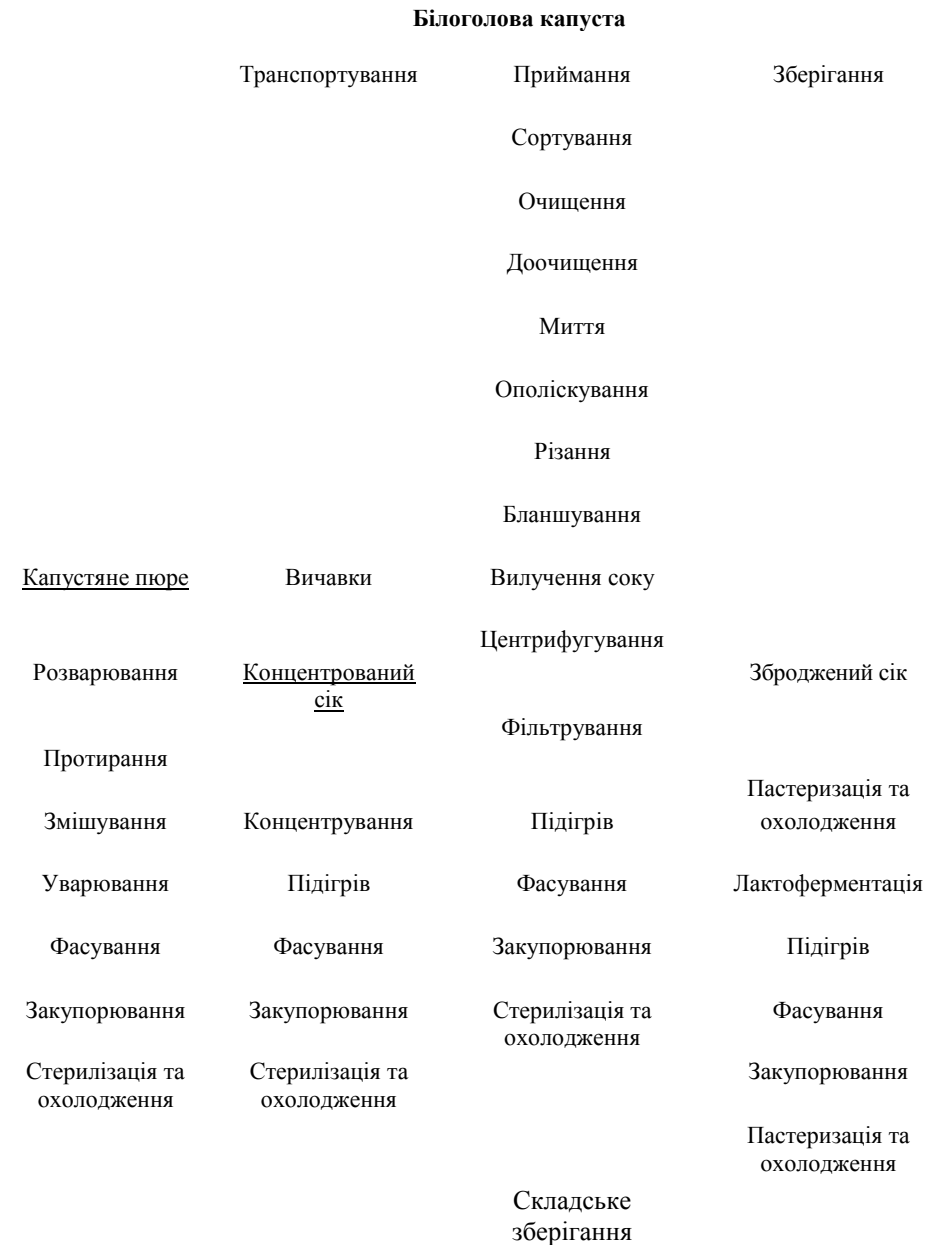 Білоголова капуста
Транспортування Приймання Зберігання
Сортування
Очищення
Доочищення
Миття
Ополіскування
Різання
Бланшування
Капустяне пюре Вичавки Вилучення соку
Центрифугування
Розварювання Концентрований Зброджений сік
сік
Фільтрування
Протирання
Пастеризація та
Змішування Концентрування Підігрів охолодження
Уварювання Підігрів Фасування Лактоферментація
Фасування Фасування Закупорювання Підігрів
Закупорювання Закупорювання Стерилізація та Фасування
охолодження
Стерилізація та Стерилізація та Закупорювання
охолодження охолодження
Пастеризація та
охолодження
Складське
зберігання